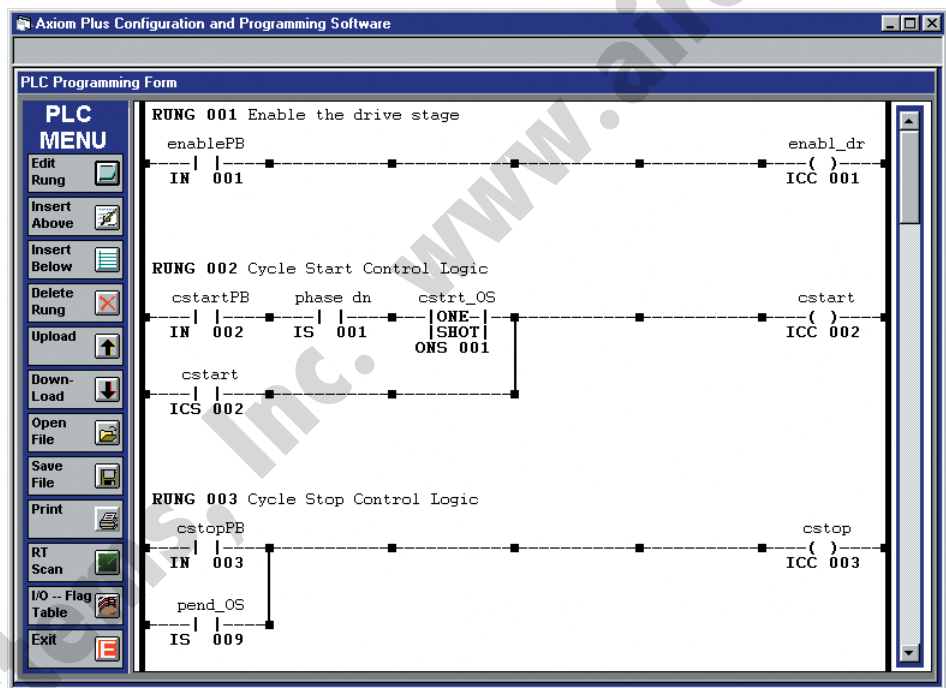 Axiom Plus Configuration and Programming Software
PLC Programming Form
PLC
MENU
Edit
Rung
Insert
Above
Insert
Below
Delete
Rung
Upload
Down-
Load
Open
File
Save
File
Print
RT
Scan
I/O -- Flag
Table
Exit
E
RUNG 001 Enable the drive stage
enablePB enabl_dr
IN 001 ICC 001
RUNG 002 Cycle Start Control Logic
cstartPB phase dn cstrt_OS cstart
ONE-
IN 002 IS 001 SHOT ICC 002
ONS 001
cstart
ICS 002
RUNG 003 Cycle Stop Control Logic
cstopPB cstop
IN 003 ICC 003
pend_OS
IS 009